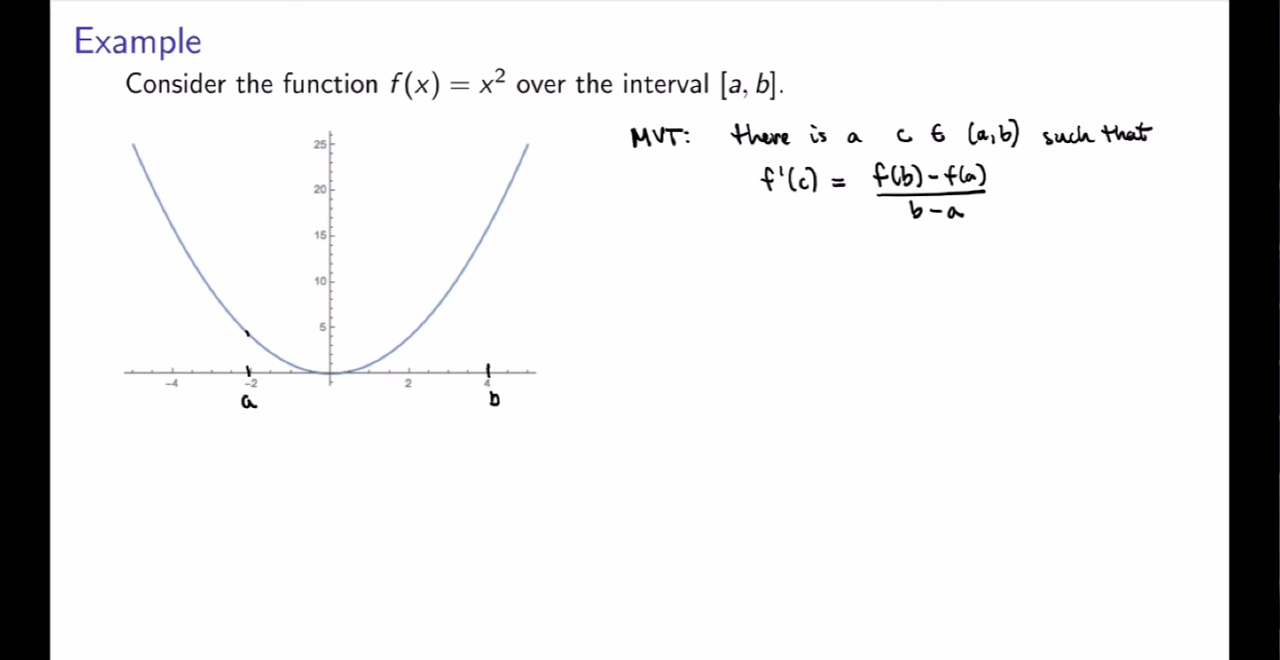 Example
Consider the function f(x) = x² over the interval [a, b].
MVT: there is a c ∈ (a,b) such that
f'(c) = f(b) - f(a) / b - a
25
20
15
10
5
-4 -2 2 4
a b